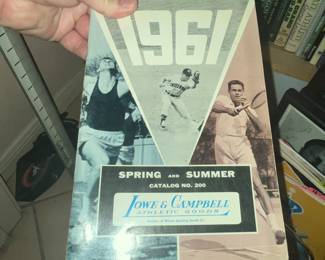 1961
SPRING AND SUMMER
CATALOG NO. 200
LOWE & CAMPBELL
ATHLETIC GOODS